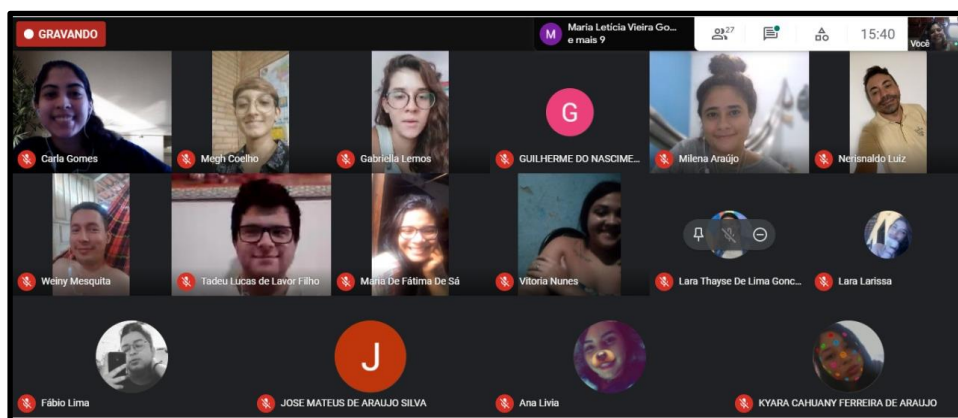 GRAVANDO
M
Maria Letícia Vieira Go...
e mais 9
27
15:40
Você
Carla Gomes
Megh Coelho
Gabriella Lemos
G
GUILHERME DO NASCIME...
Milena Araújo
Nerisnaldo Luiz
Weiny Mesquita
Tadeu Lucas de Lavor Filho
Maria De Fátima De Sá
Vitoria Nunes
Lara Thayse De Lima Gonc...
Lara Larissa
Fábio Lima
J
JOSE MATEUS DE ARAUJO SILVA
Ana Livia
KYARA CAHUANY FERREIRA DE ARAUJO